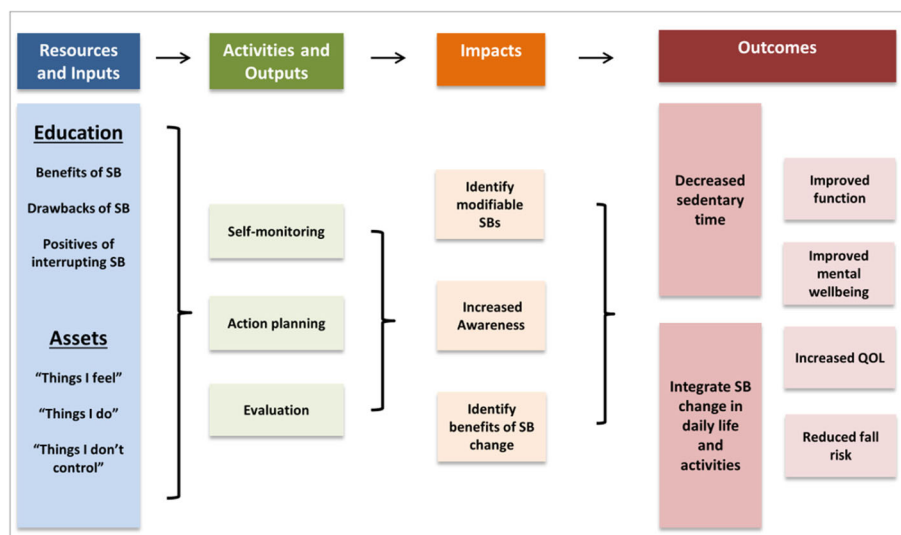 Resources
and Inputs
Activities and
Outputs
Impacts
Outcomes
Education
Benefits of SB
Drawbacks of SB
Positives of
interrupting SB
Assets
“Things I feel”
“Things I do”
“Things I don’t
control”
Self-monitoring
Action planning
Evaluation
Identify
modifiable
SBs
Increased
Awareness
Identify
benefits of SB
change
Decreased
sedentary
time
Integrate SB
change in
daily life
and
activities
Improved
function
Improved
mental
wellbeing
Increased QOL
Reduced fall
risk